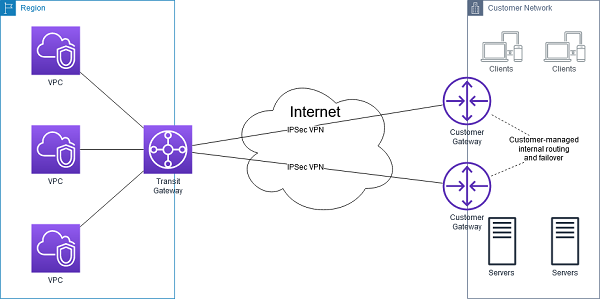 Region
Customer Network
VPC
Clients
Clients
Internet
IPSec VPN
Customer
Gateway
VPC
Transit
Gateway
Customer-managed
internal routing
and failover
IPSec VPN
Customer
Gateway
VPC
Servers
Servers